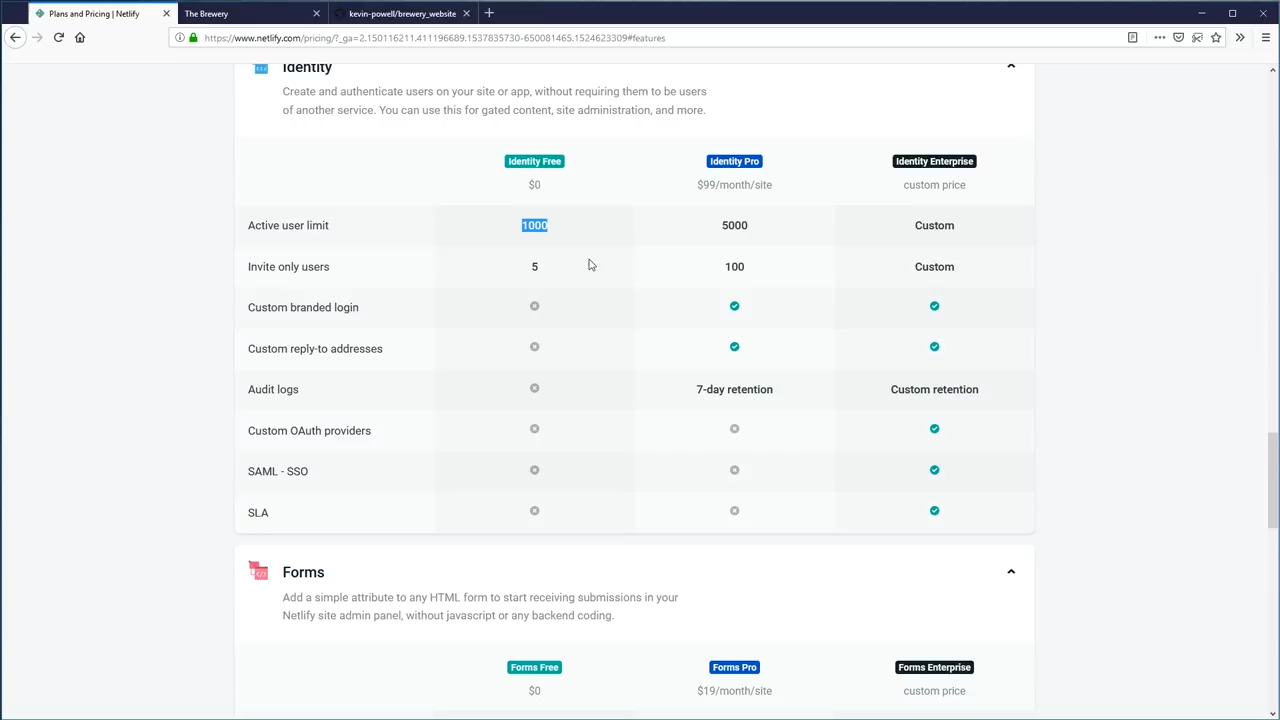 Plans and Pricing | Netlify
The Brewery
kevin-powell/brewery_website
https://www.netlify.com/pricing/?_ga=2.150116211.411196689.1537835730-650081465.1524623309#features
Identity
Create and authenticate users on your site or app, without requiring them to be users
of another service. You can use this for gated content, site administration, and more.
Identity Free Identity Pro Identity Enterprise
$0 $99/month/site custom price
Active user limit 1000 5000 Custom
Invite only users 5 100 Custom
Custom branded login
Custom reply-to addresses
Audit logs 7-day retention Custom retention
Custom OAuth providers
SAML - SSO
SLA
Forms
Add a simple attribute to any HTML form to start receiving submissions in your
Netlify site admin panel, without javascript or any backend coding.
Forms Free Forms Pro Forms Enterprise
$0 $19/month/site custom price